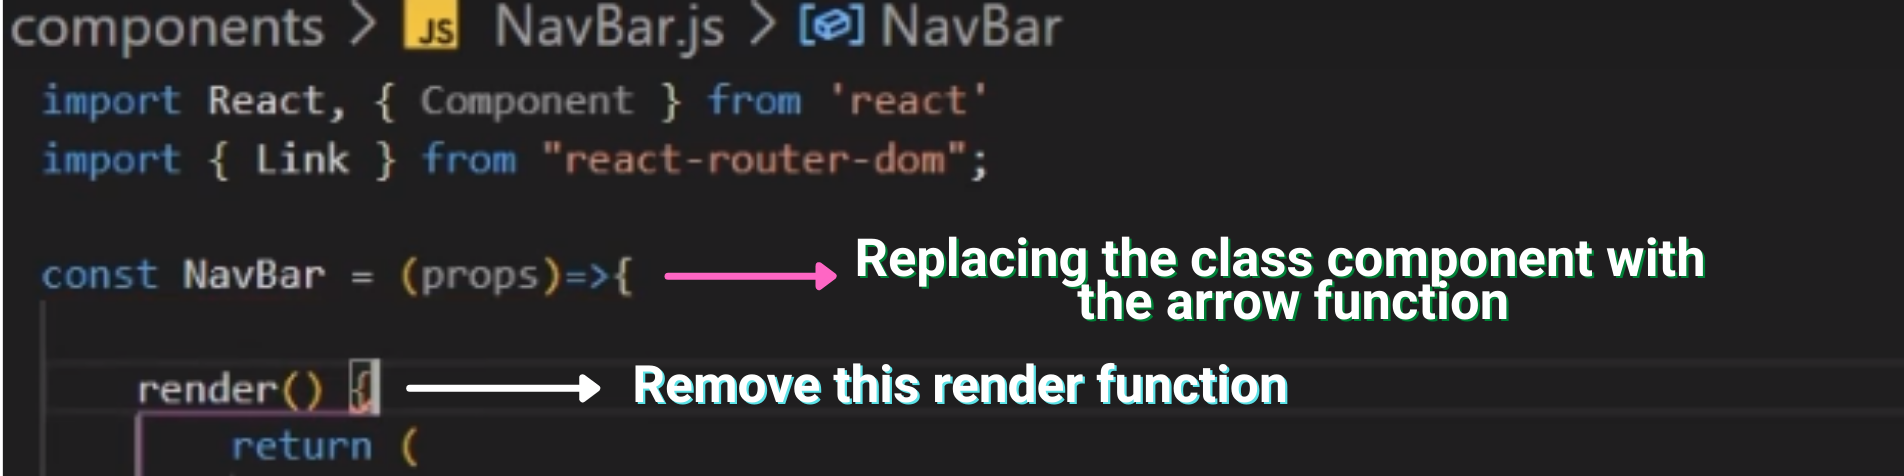 components > JS NavBar.js > NavBar
import React, { Component } from 'react'
import { Link } from "react-router-dom";
const NavBar = (props)=>{
Replacing the class component with
the arrow function
render() {
Remove this render function
return (